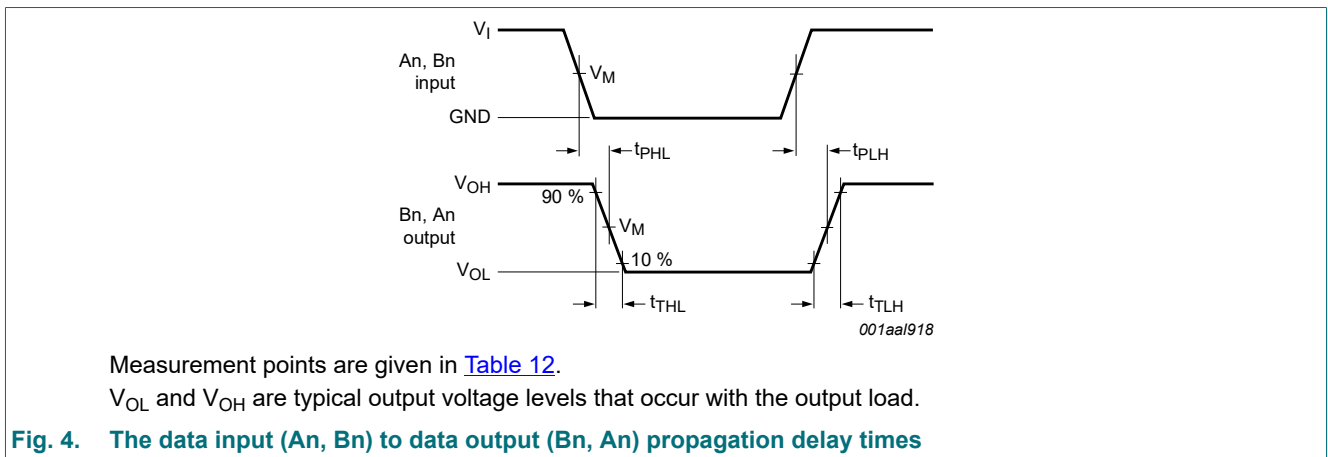 VI
An, Bn
input
VM
GND
tPHL
tPLH
VOH
90 %
Bn, An
output
VM
10 %
VOL
tTHL
tTLH
001aal918
Measurement points are given in Table 12.
VOL and VOH are typical output voltage levels that occur with the output load.
Fig. 4. The data input (An, Bn) to data output (Bn, An) propagation delay times